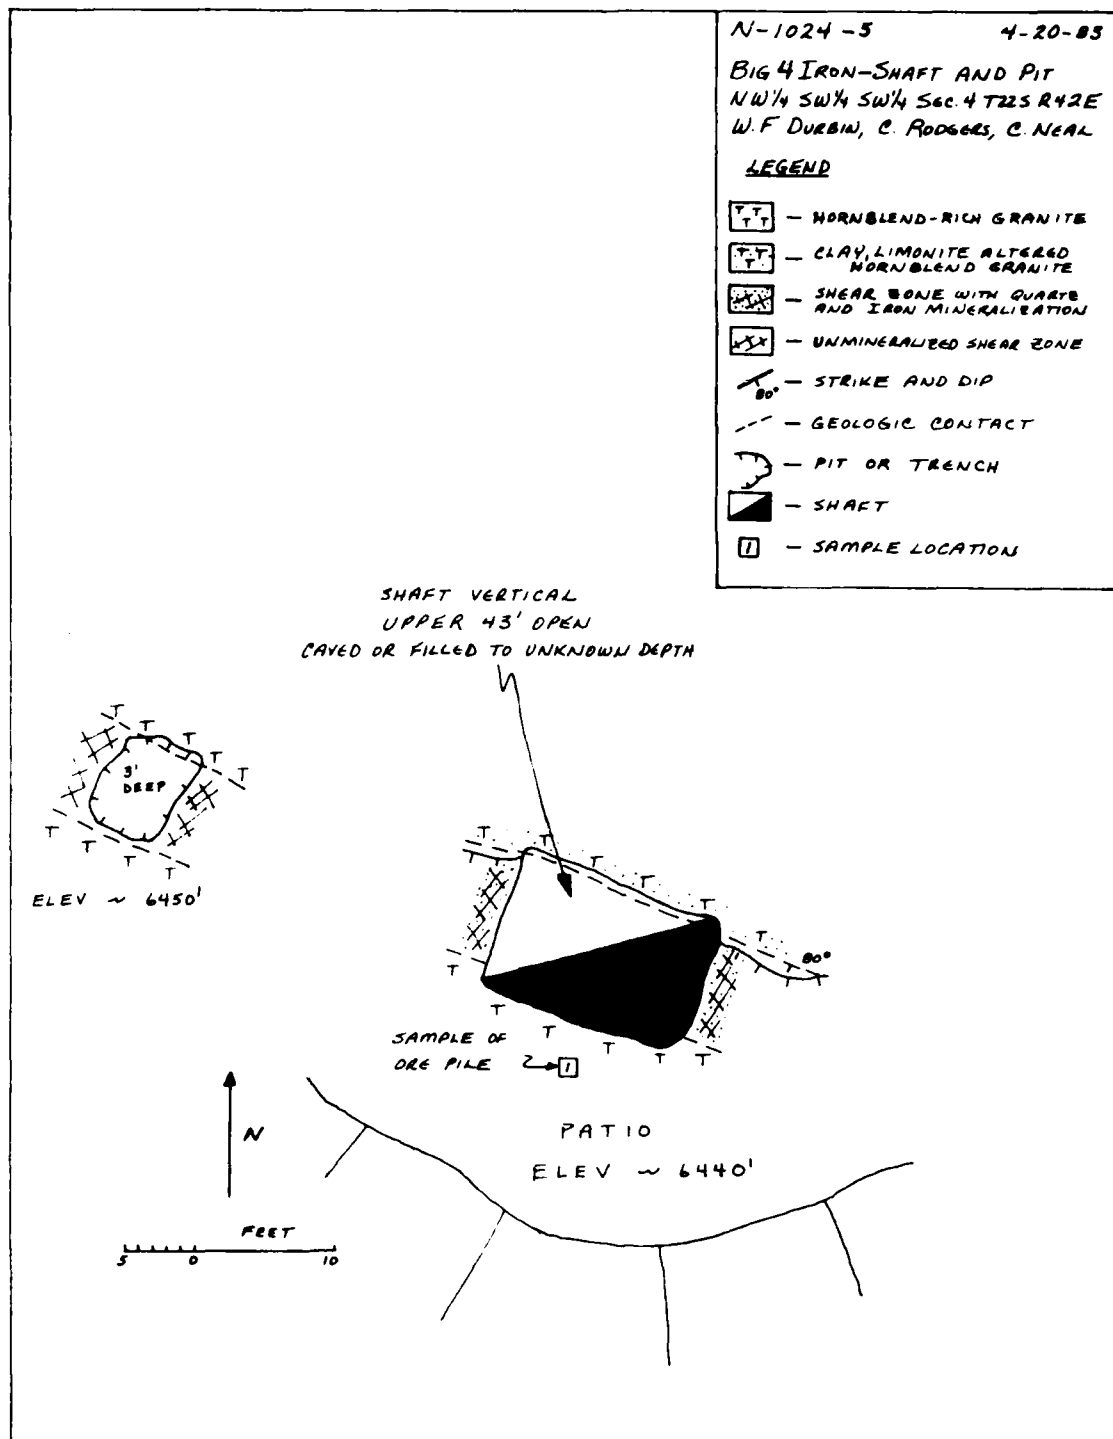 N-1024-5 4-20-83
BIG 4 IRON-SHAFT AND PIT
NW¼ SW¼ SW¼ SEC. 4 T22S R42E
W.F DURBIN, C. RODGERS, C. NEAL
LEGEND
T T T T T – HORNBLEND-RICH GRANITE
T T T T T – CLAY, LIMONITE ALTERED
HORNBLEND GRANITE
– SHEAR ZONE WITH QUARTZ
AND IRON MINERALIZATION
– UNMINERALIZED SHEAR ZONE
80° – STRIKE AND DIP
– GEOLOGIC CONTACT
– PIT OR TRENCH
– SHAFT
1 – SAMPLE LOCATION
SHAFT VERTICAL
UPPER 43' OPEN
CAVED OR FILLED TO UNKNOWN DEPTH
T T T T T
3'
DEEP
T T T T
ELEV ~ 6450'
T T T T T T
80°
T T T T T T
SAMPLE OF
ORE PILE 1
N
PATIO
ELEV ~ 6440'
FEET
5 0 10